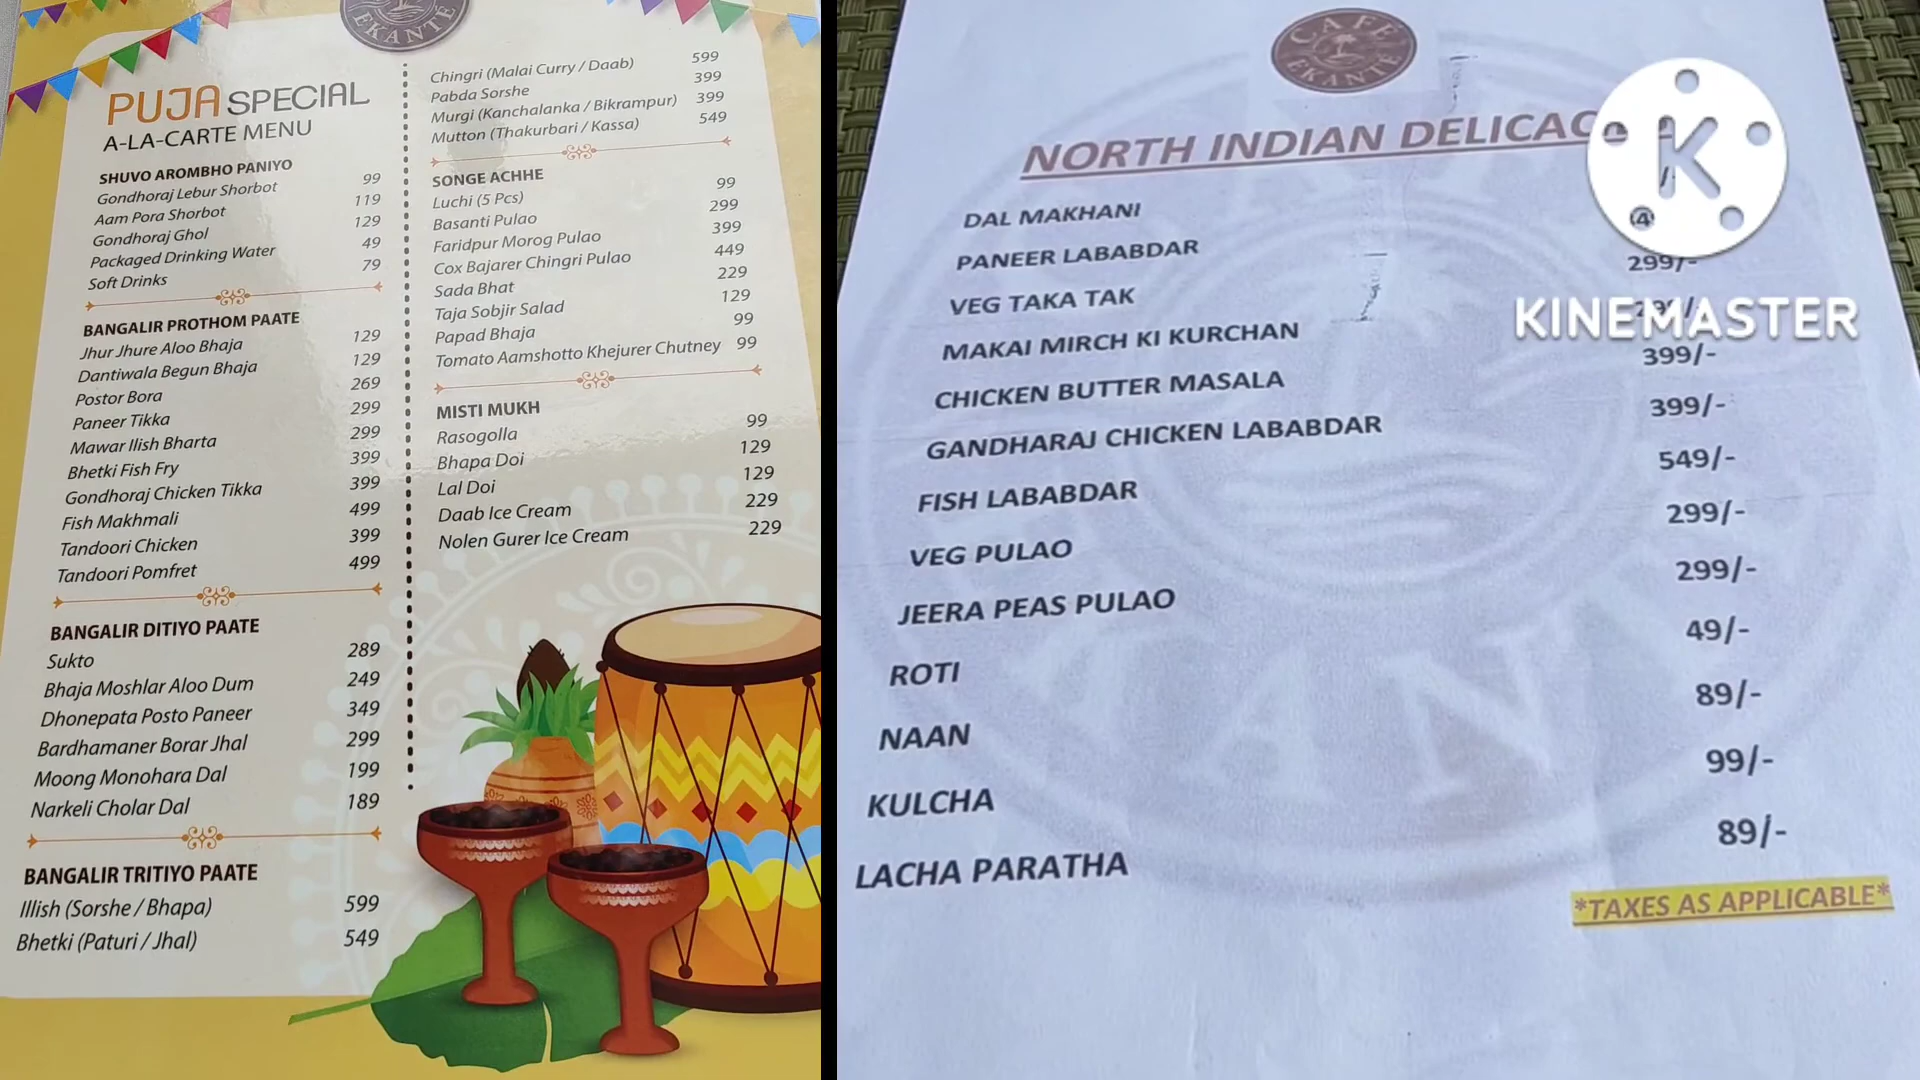 EKANTE
PUJA SPECIAL
A-LA-CARTE MENU
SHUVO AROMBHO PANIYO
Gondhoraj Lebur Shorbot 99
Aam Pora Shorbot 119
Gondhoraj Ghol 129
Packaged Drinking Water 49
Soft Drinks 79
BANGALIR PROTHOM PAATE
Jhur Jhure Aloo Bhaja 129
Dantiwala Begun Bhaja 129
Postor Bora 269
Paneer Tikka 299
Mawar Ilish Bharta 299
Bhetki Fish Fry 399
Gondhoraj Chicken Tikka 399
Fish Makhmali 499
Tandoori Chicken 399
Tandoori Pomfret 499
BANGALIR DITIYO PAATE
Sukto 289
Bhaja Moshlar Aloo Dum 249
Dhonepata Posto Paneer 349
Bardhamaner Borar Jhal 299
Moong Monohara Dal 199
Narkeli Cholar Dal 189
BANGALIR TRITIYO PAATE
Illish (Sorshe / Bhapa) 599
Bhetki (Paturi / Jhal) 549
Chingri (Malai Curry / Daab) 599
Pabda Sorshe 399
Murgi (Kanchalanka / Bikrampur) 399
Mutton (Thakurbari / Kassa) 549
SONGE ACHHE
Luchi (5 Pcs) 99
Basanti Pulao 299
Faridpur Morog Pulao 399
Cox Bajarer Chingri Pulao 449
Sada Bhat 229
Taja Sobjir Salad 129
Papad Bhaja 99
Tomato Aamshotto Khejurer Chutney 99
MISTI MUKH
Rasogolla 99
Bhapa Doi 129
Lal Doi 129
Daab Ice Cream 229
Nolen Gurer Ice Cream 229
CAFE EKANTE
NORTH INDIAN DELICAC
DAL MAKHANI
PANEER LABABDAR
VEG TAKA TAK 299/-
MAKAI MIRCH KI KURCHAN
CHICKEN BUTTER MASALA 399/-
GANDHARAJ CHICKEN LABABDAR 399/-
FISH LABABDAR 549/-
VEG PULAO 299/-
JEERA PEAS PULAO 299/-
ROTI 49/-
NAAN 89/-
KULCHA 99/-
LACHA PARATHA 89/-
*TAXES AS APPLICABLE*
K
KINEMASTER